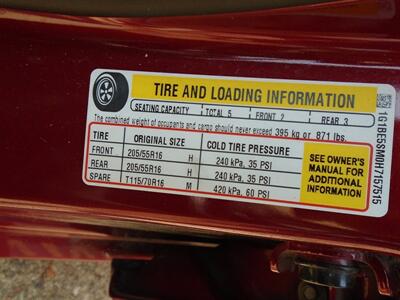 TIRE AND LOADING INFORMATION
SEATING CAPACITY TOTAL 5 FRONT 2 REAR 3
The combined weight of occupants and cargo should never exceed 395 kg or 871 lbs.
TIRE ORIGINAL SIZE COLD TIRE PRESSURE
FRONT 205/55R16 H 240 kPa, 35 PSI
REAR 205/55R16 H 240 kPa, 35 PSI
SPARE T115/70R16 M 420 kPa, 60 PSI
SEE OWNER'S
MANUAL FOR
ADDITIONAL
INFORMATION
1G1BE5SM0H7157515